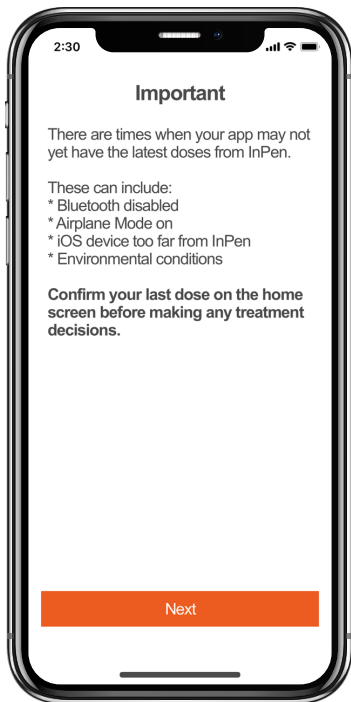 2:30
Important
There are times when your app may not
yet have the latest doses from InPen.
These can include:
* Bluetooth disabled
* Airplane Mode on
* iOS device too far from InPen
* Environmental conditions
Confirm your last dose on the home
screen before making any treatment
decisions.
Next